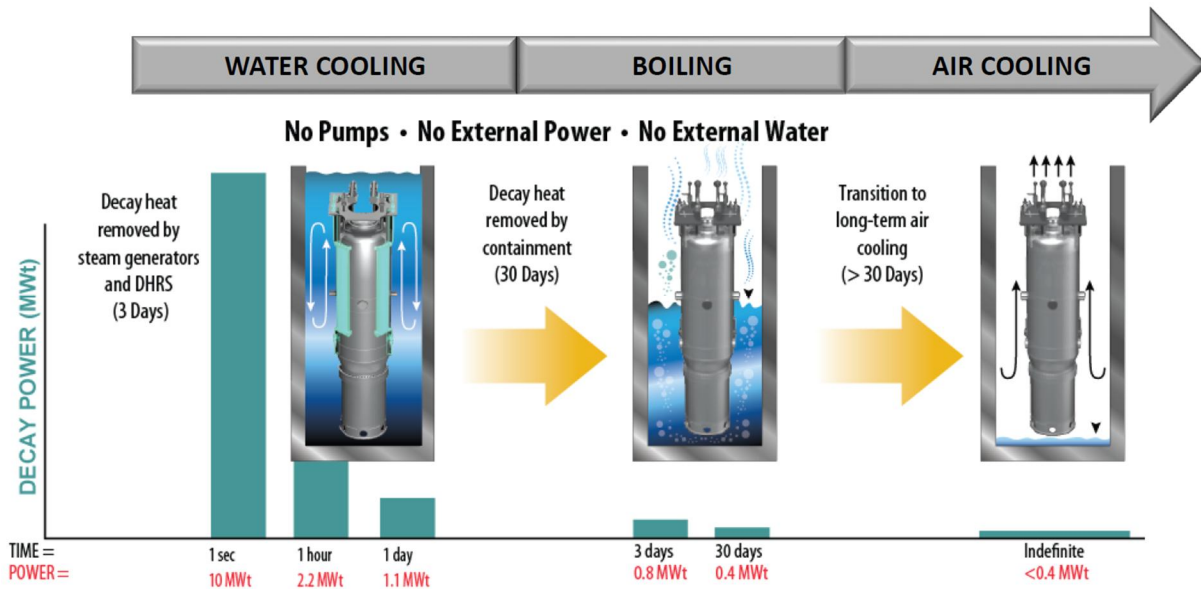 WATER COOLING
BOILING
AIR COOLING
No Pumps • No External Power • No External Water
Decay heat
removed by
steam generators
and DHRS
(3 Days)
Decay heat
removed by
containment
(30 Days)
Transition to
long-term air
cooling
(> 30 Days)
DECAY POWER (MWt)
TIME =
1 sec
1 hour
1 day
3 days
30 days
Indefinite
POWER =
10 MWt
2.2 MWt
1.1 MWt
0.8 MWt
0.4 MWt
<0.4 MWt